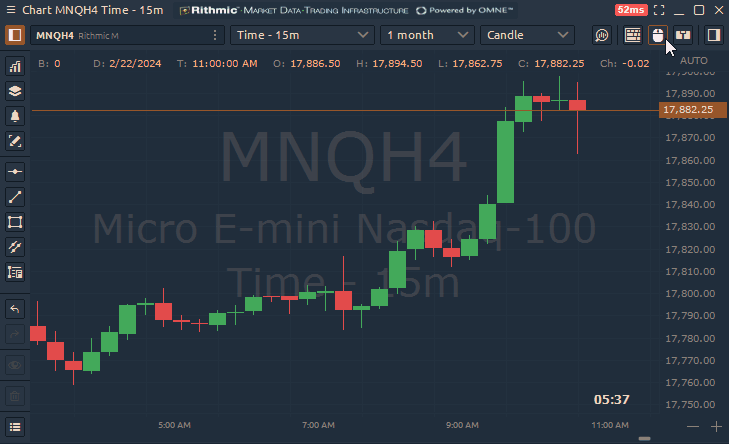 Chart MNQH4 Time - 15m
Rithmic - Market Data-Trading Infrastructure Powered by OMNE™
52ms
MNQH4 Rithmic M
Time - 15m
1 month
Candle
B: 0 D: 2/22/2024 T: 11:00:00 AM O: 17,886.50 H: 17,894.50 L: 17,862.75 C: 17,882.25 Ch: -0.02
AUTO
17,890.00
17,882.25
17,870.00
17,860.00
17,850.00
17,840.00
17,830.00
17,820.00
17,810.00
17,800.00
17,790.00
17,780.00
17,770.00
17,760.00
17,750.00
MNQH4
Micro E-mini Nasdaq-100
Time - 15m
05:37
5:00 AM 7:00 AM 9:00 AM 11:00 AM